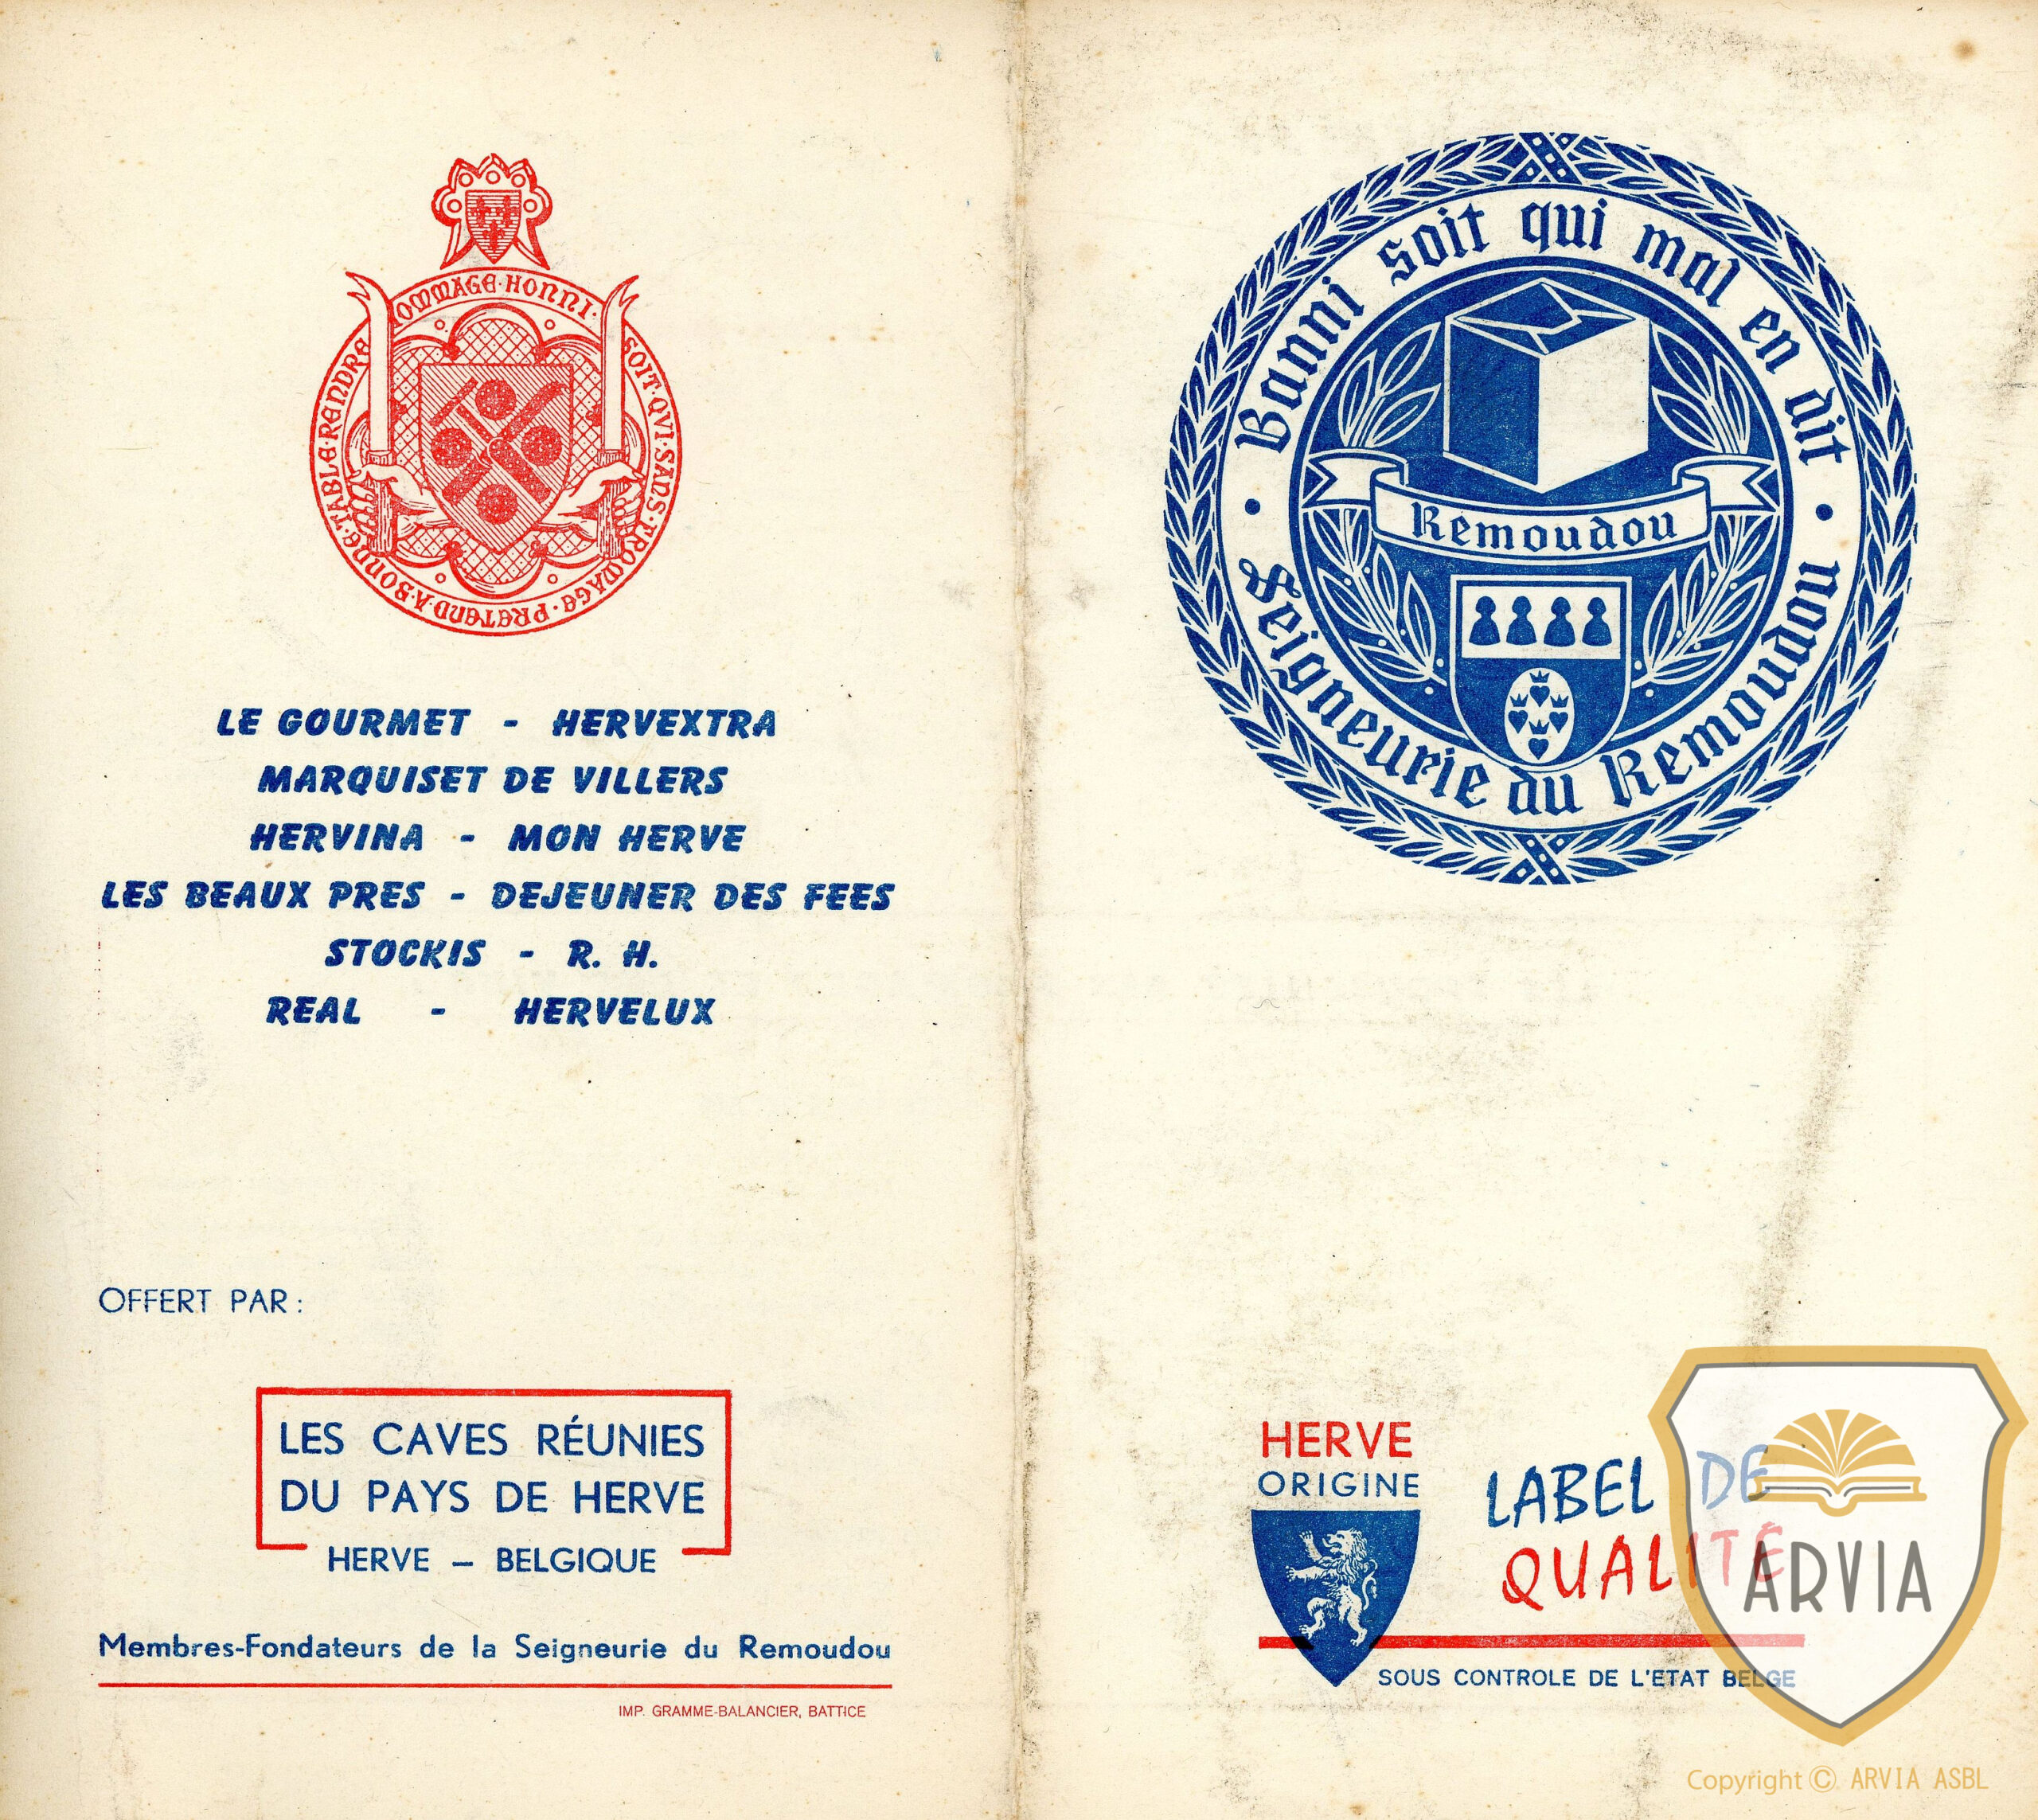 HOMMAGE·HONNI·SOIT·QVI·SANS·FROMAGE·PRETEND·A·BONNE·TABLE·RENDRE
LE GOURMET - HERVEXTRA
MARQUISET DE VILLERS
HERVINA - MON HERVE
LES BEAUX PRES - DEJEUNER DES FEES
STOCKIS - R. H.
REAL - HERVELUX
OFFERT PAR :
LES CAVES RÉUNIES
DU PAYS DE HERVE
HERVE – BELGIQUE
Membres-Fondateurs de la Seigneurie du Remoudou
IMP. GRAMME-BALANCIER, BATTICE
Banni soit qui mal en dit
Remoudou
• Seigneurie du Remoudou •
HERVE
ORIGINE
LABEL DE
QUALITÉ
SOUS CONTROLE DE L'ETAT BELGE
ARVIA
Copyright © ARVIA ASBL